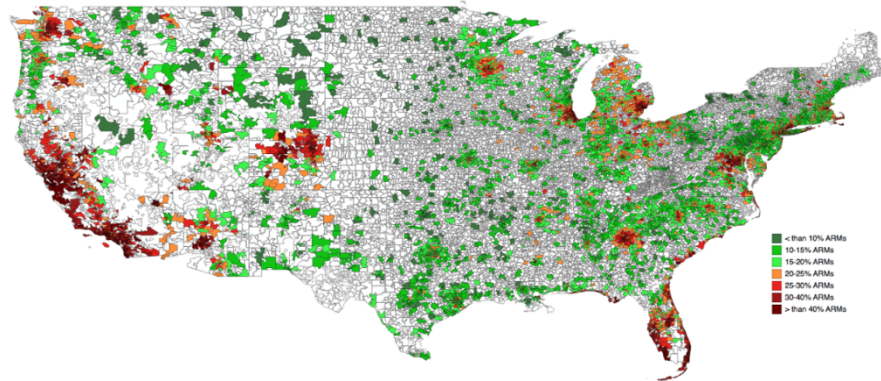 < than 10% ARMs
10-15% ARMs
15-20% ARMs
20-25% ARMs
25-30% ARMs
30-40% ARMs
> than 40% ARMs